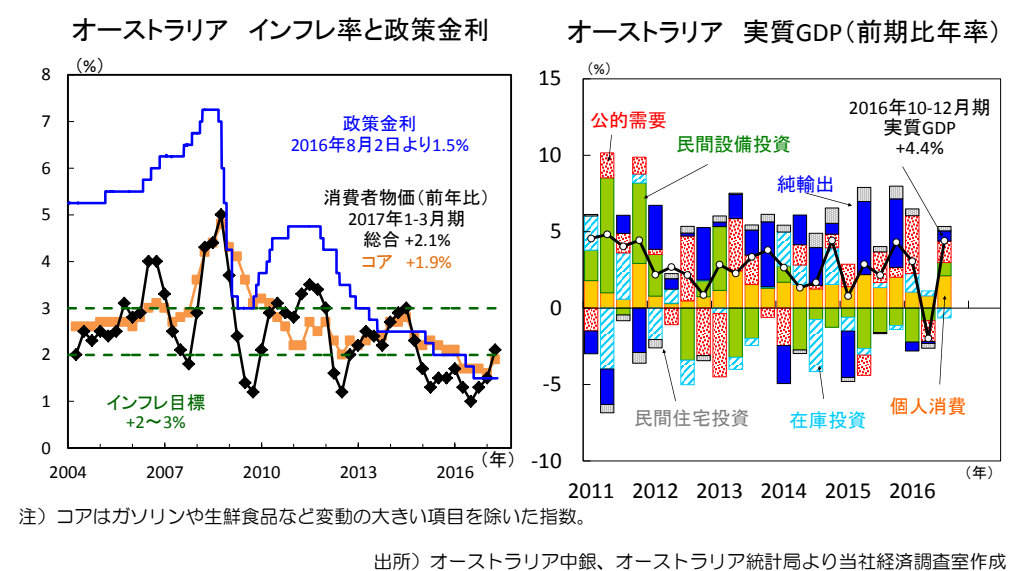 オーストラリア　インフレ率と政策金利
（%）
8
7
6
5
4
3
2
1
0
政策金利
2016年8月2日より1.5%
消費者物価（前年比）
2017年1-3月期
総合 +2.1%
コア　+1.9%
インフレ目標
+2～3%
2004
2007
2010
2013
2016
（年）
オーストラリア　実質GDP（前期比年率）
（%）
15
10
5
0
-5
-10
公的需要
民間設備投資
純輸出
2016年10-12月期
実質GDP
+4.4%
民間住宅投資
在庫投資
個人消費
（年）
2011
2012
2013
2014
2015
2016
注）コアはガソリンや生鮮食品など変動の大きい項目を除いた指数。
出所）オーストラリア中銀、オーストラリア統計局より当社経済調査室作成